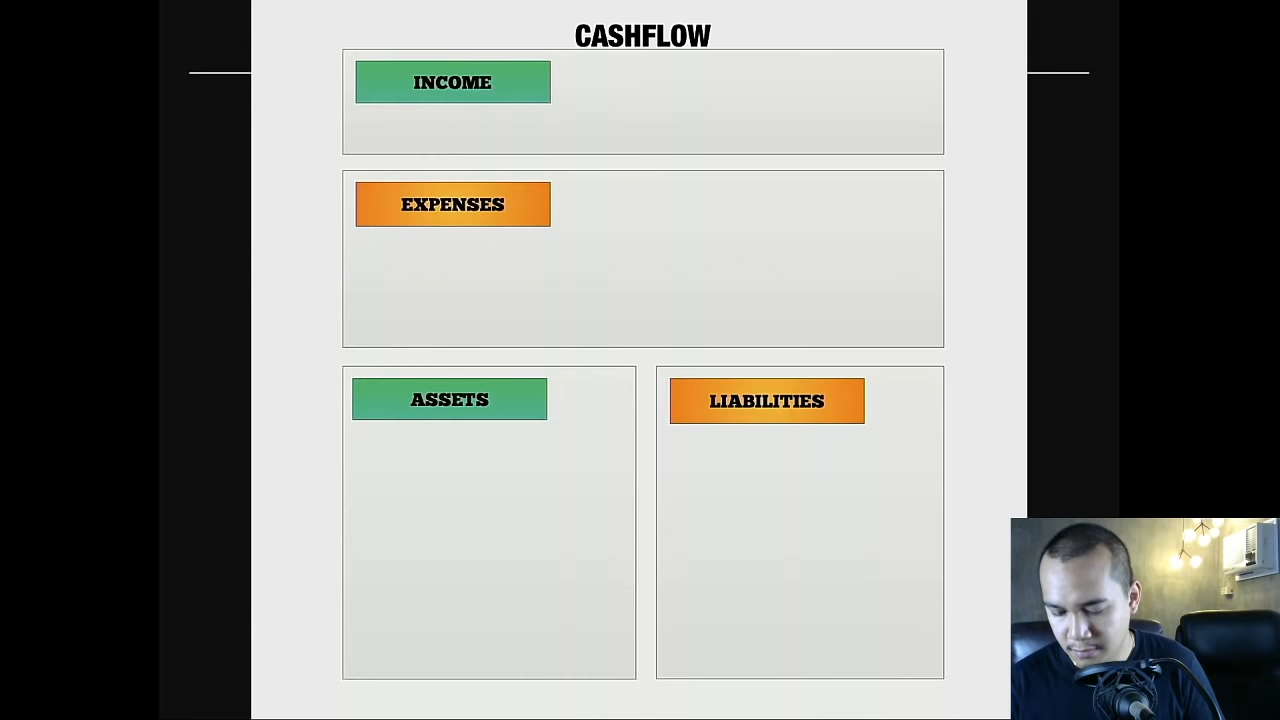 CASHFLOW
INCOME
EXPENSES
ASSETS
LIABILITIES